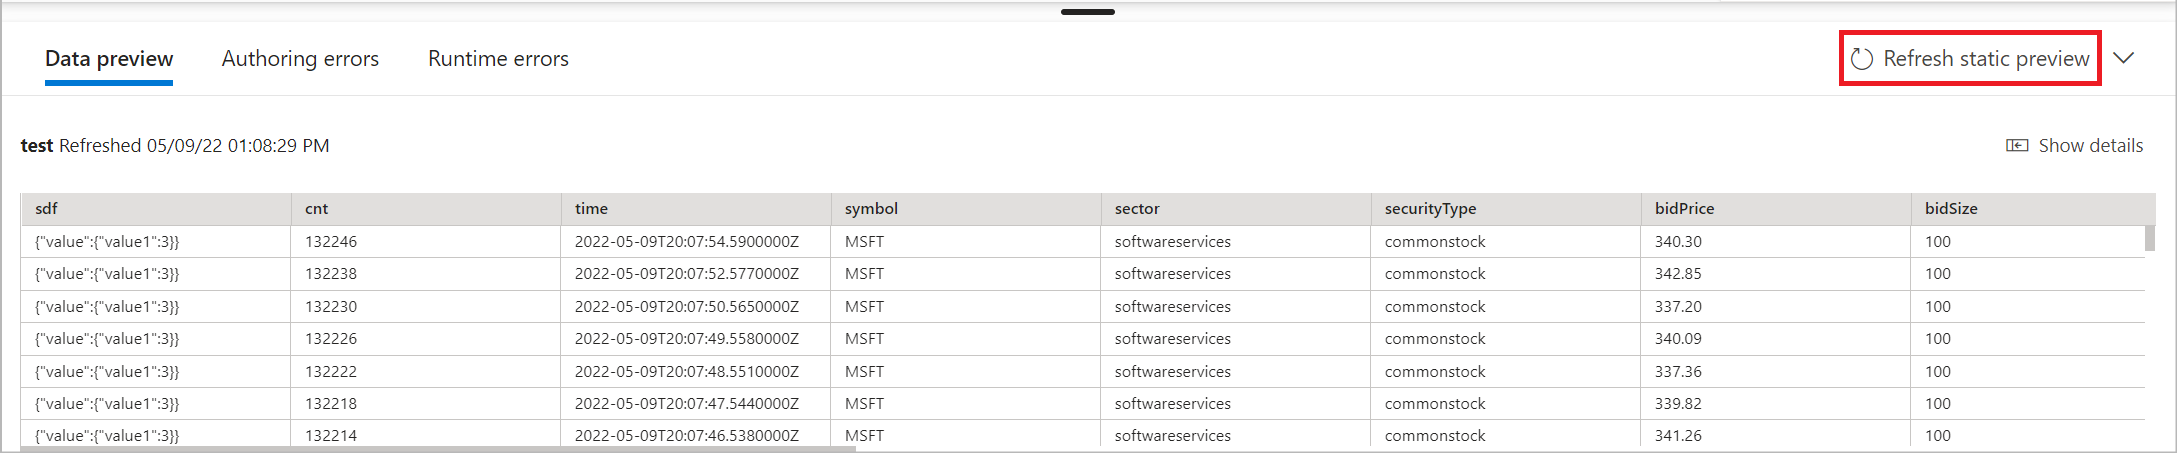 Data preview Authoring errors Runtime errors Refresh static preview
test Refreshed 05/09/22 01:08:29 PM Show details
sdf cnt time symbol sector securityType bidPrice bidSize
{"value":{"value1":3}} 132246 2022-05-09T20:07:54.5900000Z MSFT softwareservices commonstock 340.30 100
{"value":{"value1":3}} 132238 2022-05-09T20:07:52.5770000Z MSFT softwareservices commonstock 342.85 100
{"value":{"value1":3}} 132230 2022-05-09T20:07:50.5650000Z MSFT softwareservices commonstock 337.20 100
{"value":{"value1":3}} 132226 2022-05-09T20:07:49.5580000Z MSFT softwareservices commonstock 340.09 100
{"value":{"value1":3}} 132222 2022-05-09T20:07:48.5510000Z MSFT softwareservices commonstock 337.36 100
{"value":{"value1":3}} 132218 2022-05-09T20:07:47.5440000Z MSFT softwareservices commonstock 339.82 100
{"value":{"value1":3}} 132214 2022-05-09T20:07:46.5380000Z MSFT softwareservices commonstock 341.26 100